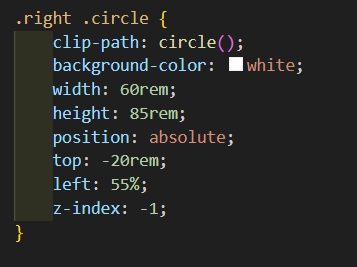 .right .circle {
clip-path: circle();
background-color: white;
width: 60rem;
height: 85rem;
position: absolute;
top: -20rem;
left: 55%;
z-index: -1;
}